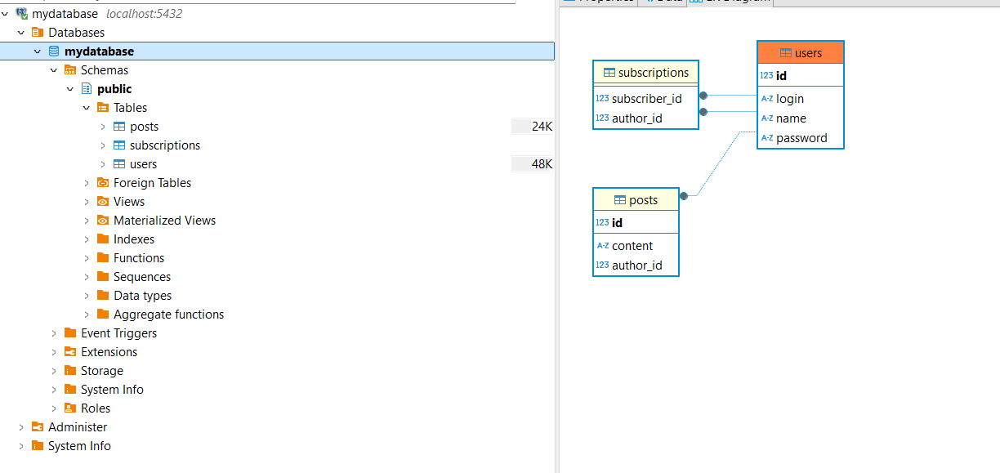 mydatabase localhost:5432
Databases
mydatabase
Schemas
public
Tables
posts 24K
subscriptions
users 48K
Foreign Tables
Views
Materialized Views
Indexes
Functions
Sequences
Data types
Aggregate functions
Event Triggers
Extensions
Storage
System Info
Roles
Administer
System Info
subscriptions
123 subscriber_id
123 author_id
users
123 id
A-Z login
A-Z name
A-Z password
posts
123 id
A-Z content
123 author_id